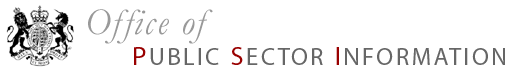 Office of
PUBLIC SECTOR INFORMATION